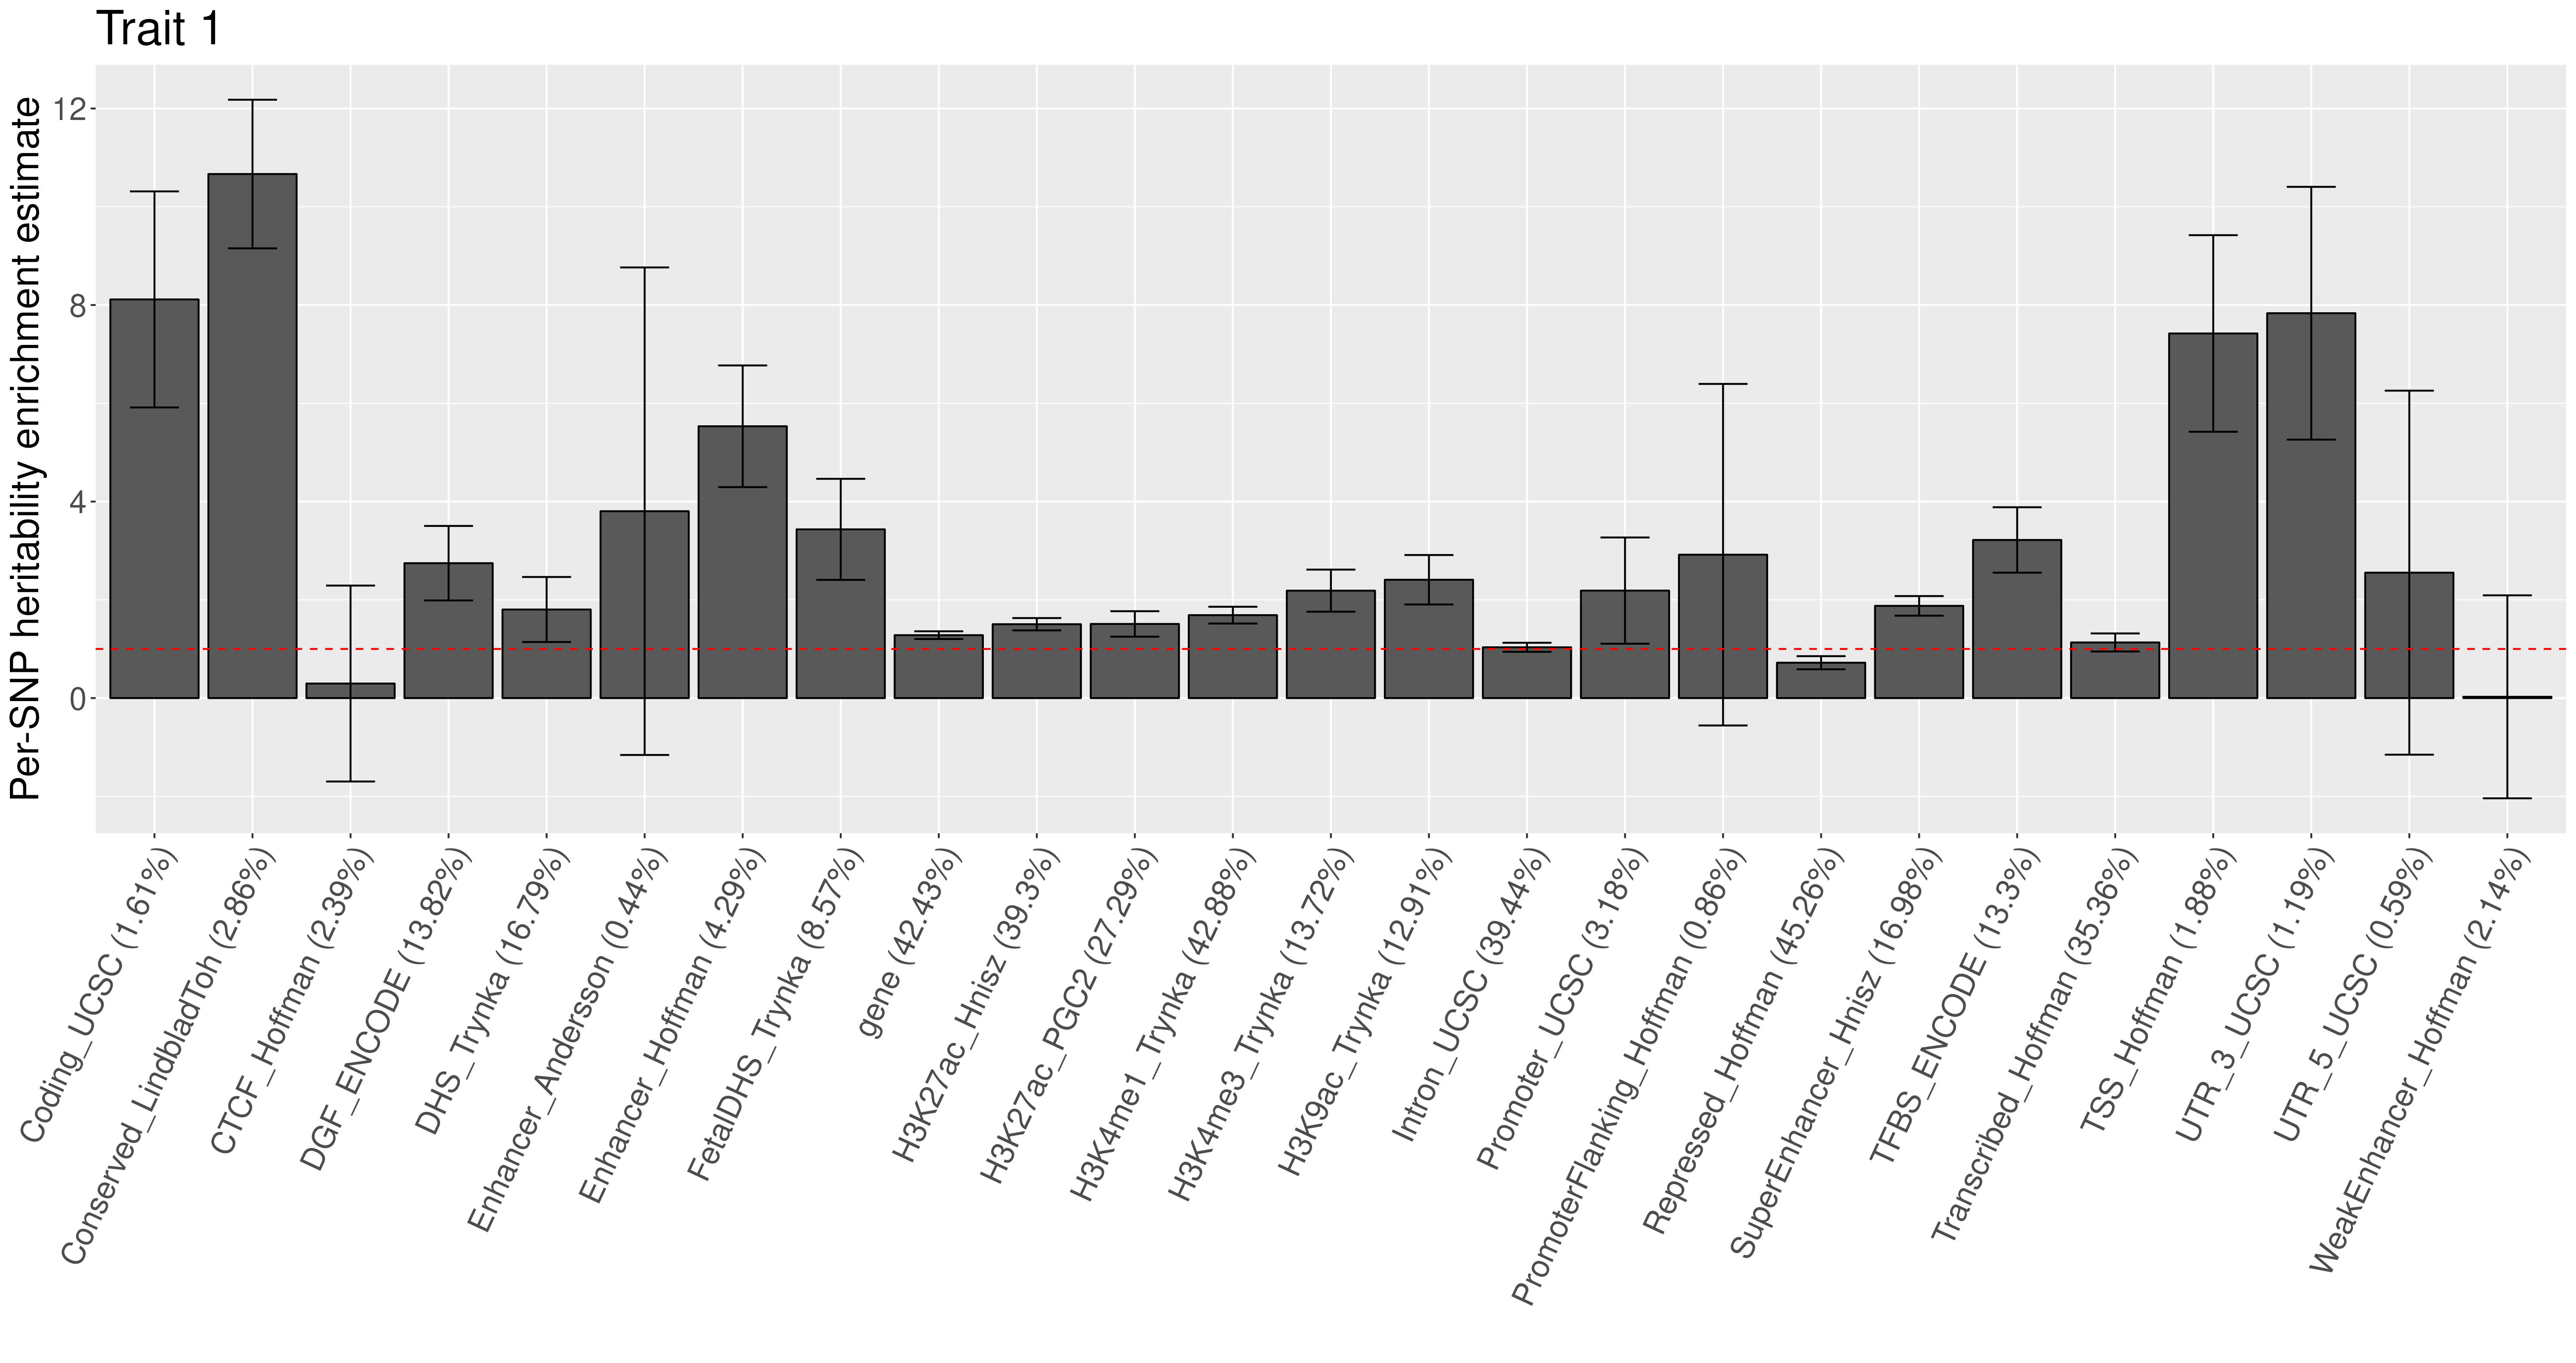 Trait 1
Per-SNP heritability enrichment estimate
12
8
4
0
Coding_UCSC (1.61%)
Conserved_LindbladToh (2.86%)
CTCF_Hoffman (2.39%)
DGF_ENCODE (13.82%)
DHS_Trynka (16.79%)
Enhancer_Andersson (0.44%)
Enhancer_Hoffman (4.29%)
FetalDHS_Trynka (8.57%)
gene (42.43%)
H3K27ac_Hnisz (39.3%)
H3K27ac_PGC2 (27.29%)
H3K4me1_Trynka (42.88%)
H3K4me3_Trynka (13.72%)
H3K9ac_Trynka (12.91%)
Intron_UCSC (39.44%)
Promoter_UCSC (3.18%)
PromoterFlanking_Hoffman (0.86%)
Repressed_Hoffman (45.26%)
SuperEnhancer_Hnisz (16.98%)
TFBS_ENCODE (13.3%)
Transcribed_Hoffman (35.36%)
TSS_Hoffman (1.88%)
UTR_3_UCSC (1.19%)
UTR_5_UCSC (0.59%)
WeakEnhancer_Hoffman (2.14%)